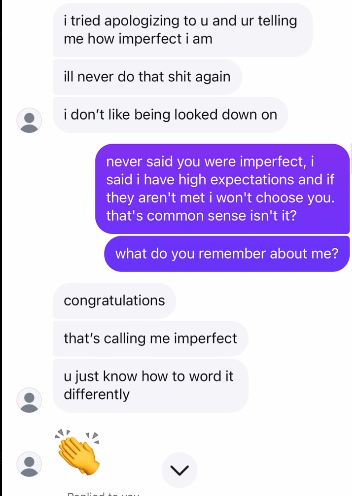 i tried apologizing to u and ur telling
me how imperfect i am
ill never do that shit again
i don't like being looked down on
never said you were imperfect, i
said i have high expectations and if
they aren't met i won't choose you.
that's common sense isn't it?
what do you remember about me?
congratulations
that's calling me imperfect
u just know how to word it
differently
Replied to you